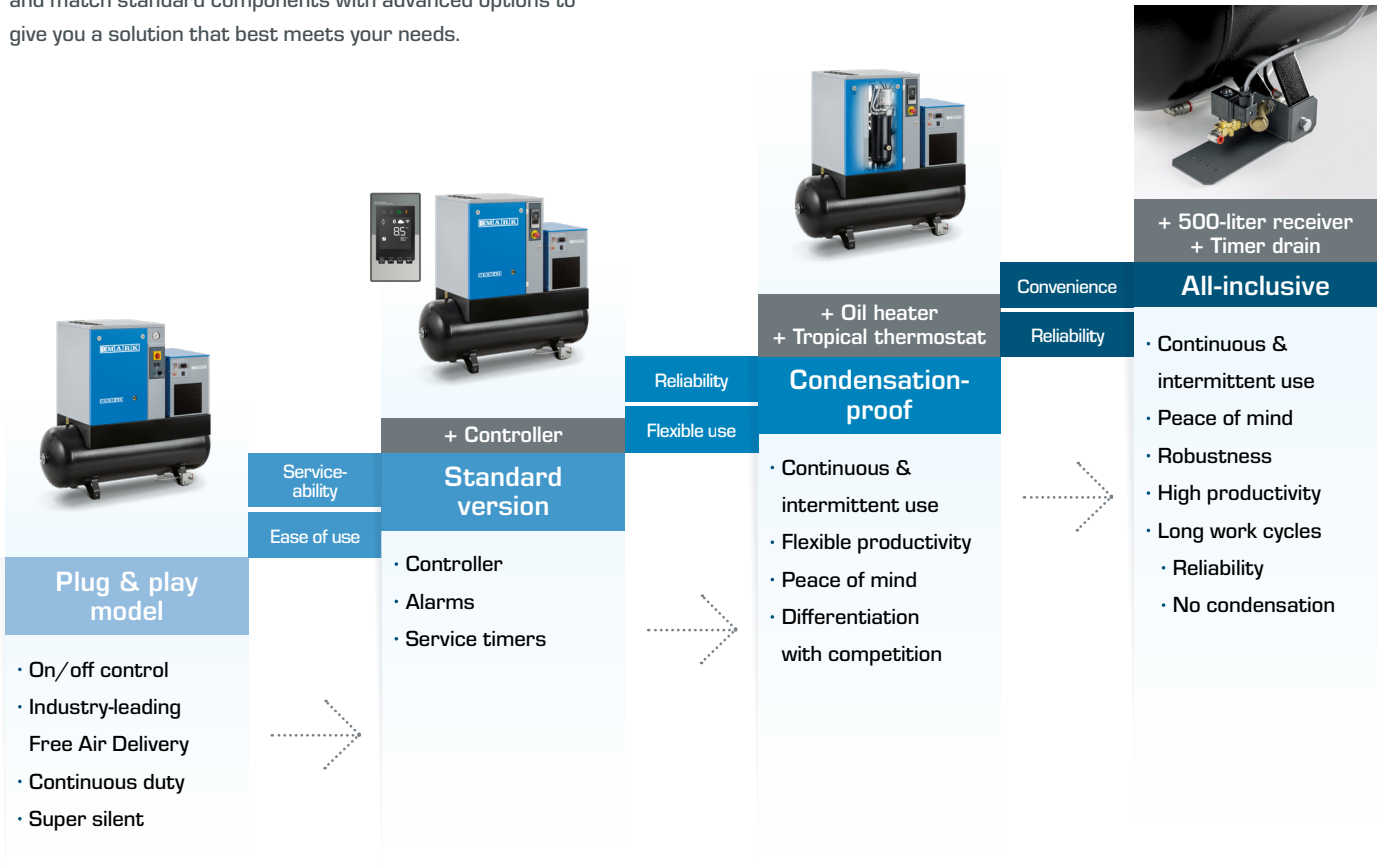 and match standard components with advanced options to
give you a solution that best meets your needs.
MARK
Plug & play
model
· On/off control
· Industry-leading
Free Air Delivery
· Continuous duty
· Super silent
Service-
ability
Ease of use
85
MARK
+ Controller
Standard
version
· Controller
· Alarms
· Service timers
Reliability
Flexible use
+ Oil heater
+ Tropical thermostat
Condensation-
proof
· Continuous &
intermittent use
· Flexible productivity
· Peace of mind
· Differentiation
with competition
Convenience
Reliability
+ 500-liter receiver
+ Timer drain
All-inclusive
· Continuous &
intermittent use
· Peace of mind
· Robustness
· High productivity
· Long work cycles
· Reliability
· No condensation